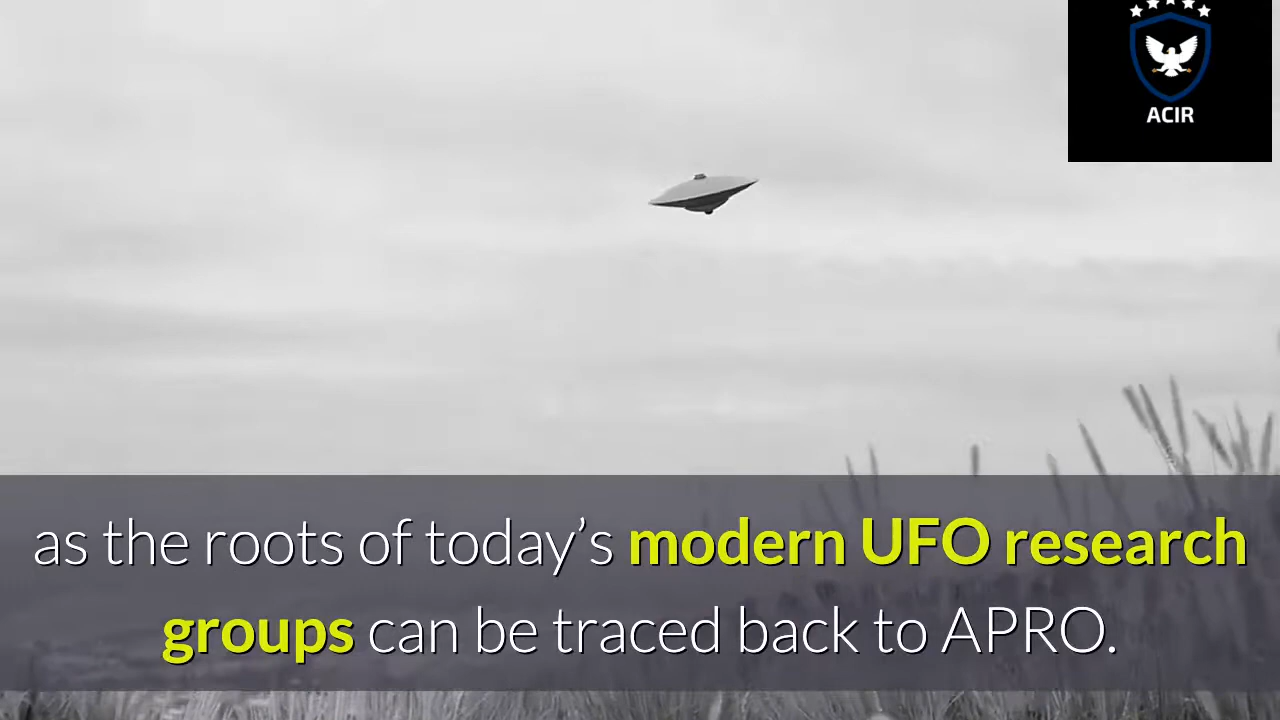 ACIR
as the roots of today’s modern UFO research
groups can be traced back to APRO.